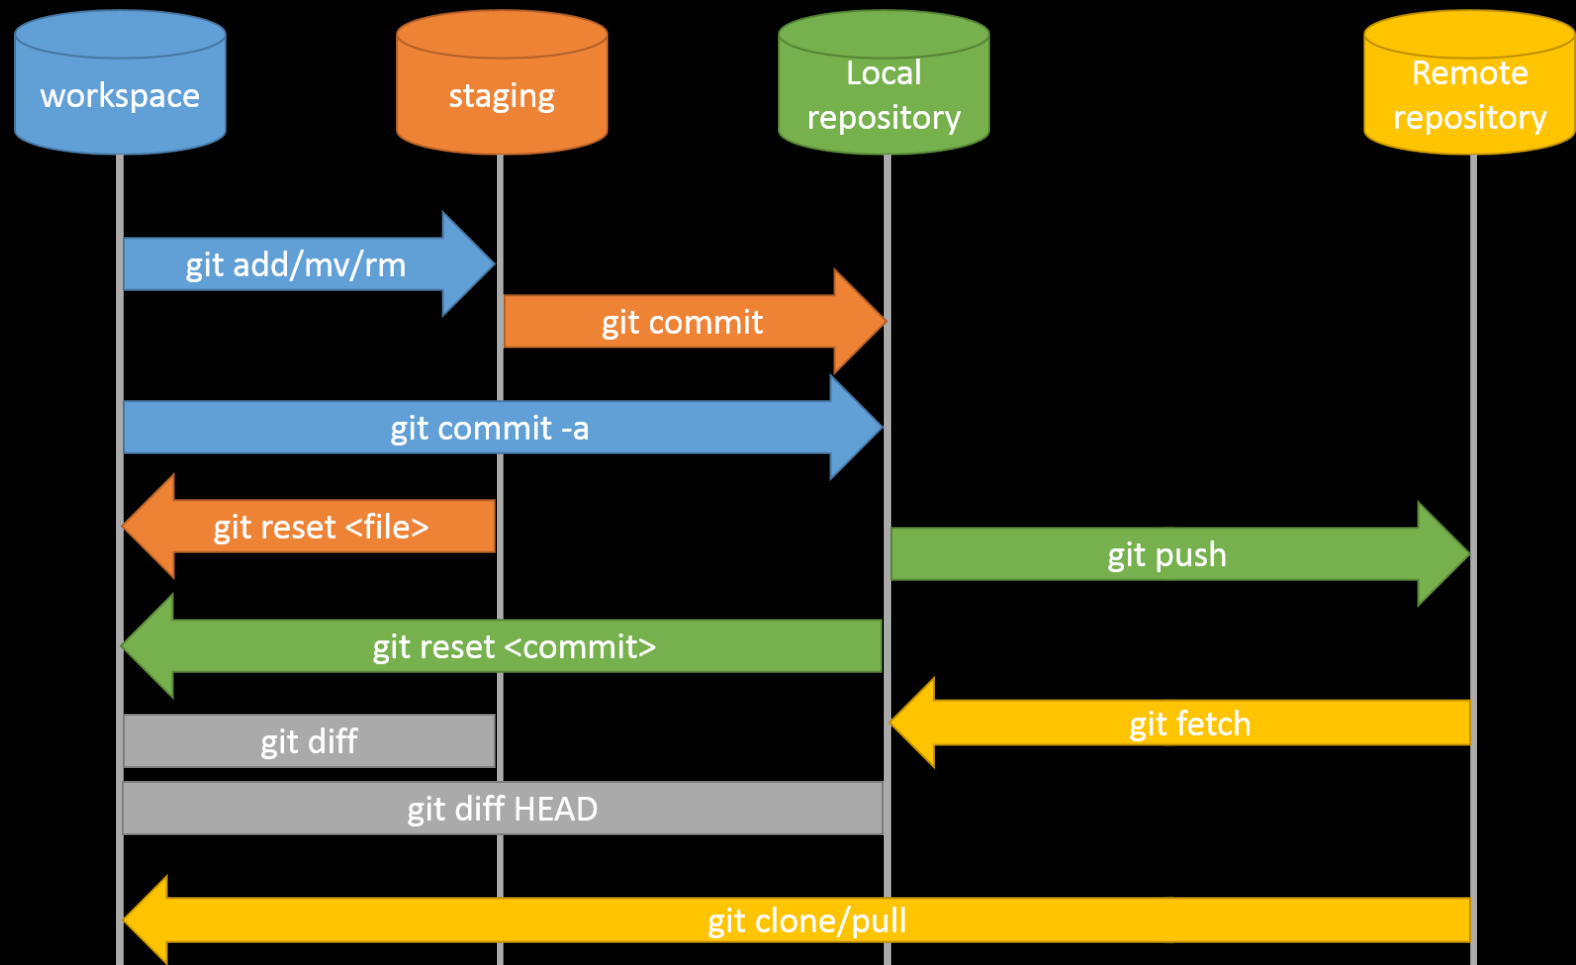 workspace
staging
Local
repository
Remote
repository
git add/mv/rm
git commit
git commit -a
git reset <file>
git push
git reset <commit>
git fetch
git diff
git diff HEAD
git clone/pull